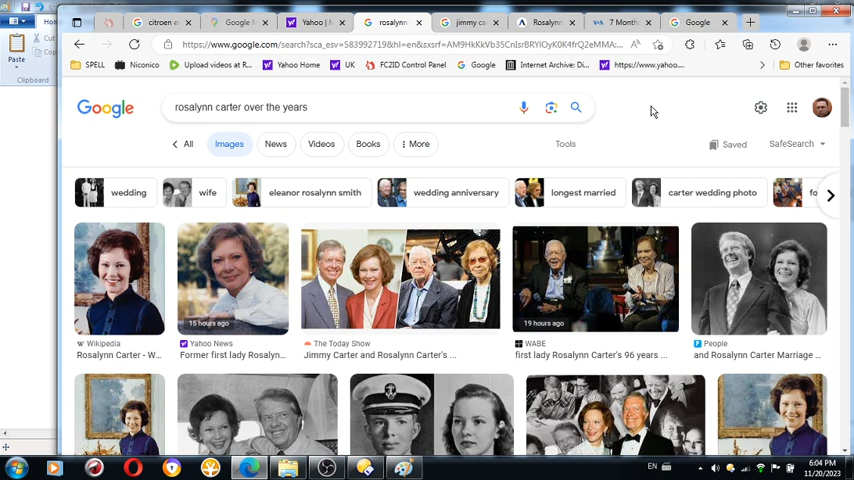 Cut
Co
Paste
Clipboard
citroen e
Google M
Yahoo | M
rosalynn
jimmy ca
Rosalynn
7 Month
Google
https://www.google.com/search?sca_esv=583992719&hl=en&sxsrf=AM9HkKkVb35CnIsrBRYlOyK0K4frQ2eMMA:...
SPELL
Niconico
Upload videos at R...
Yahoo Home
UK
FC2ID Control Panel
Google
Internet Archive: Di...
https://www.yahoo....
Other favorites
Google
rosalynn carter over the years
All
Images
News
Videos
Books
More
Tools
Saved
SafeSearch
wedding
wife
eleanor rosalynn smith
wedding anniversary
longest married
carter wedding photo
fo
15 hours ago
19 hours ago
Wikipedia
Rosalynn Carter - W...
Yahoo News
Former first lady Rosalyn...
The Today Show
Jimmy Carter and Rosalynn Carter's ...
WABE
first lady Rosalynn Carter's 96 years ...
People
and Rosalynn Carter Marriage ...
EN
6:04 PM
11/20/2023